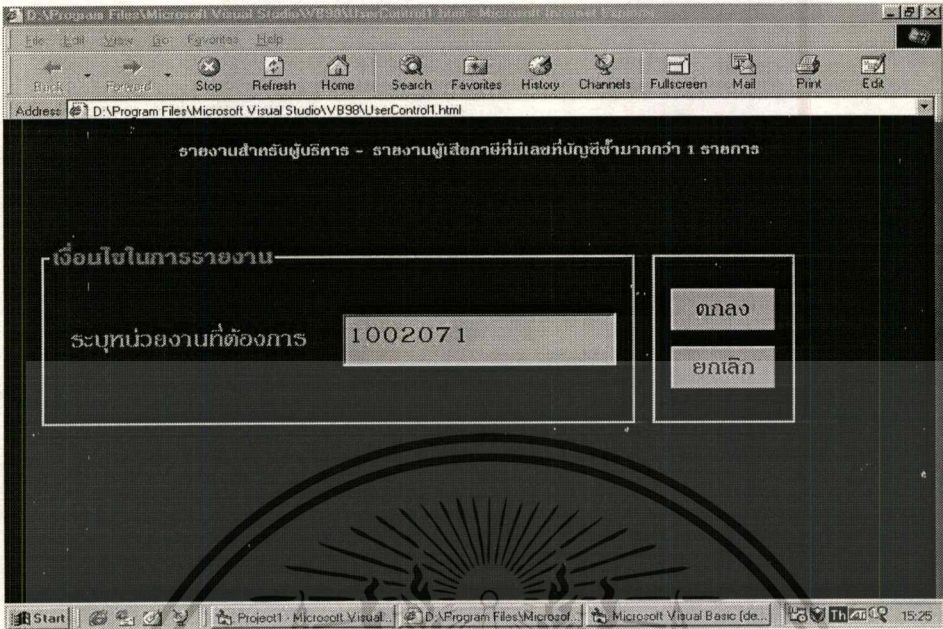 D:\Program Files\Microsoft Visual Studio\VB98\UserControl1.html - Microsoft Internet Explorer
File Edit View Go Favorites Help
Back Forward Stop Refresh Home Search Favorites History Channels Fullscreen Mail Print Edit
Address D:\Program Files\Microsoft Visual Studio\VB98\UserControl1.html
รายงานสำหรับผู้บริหาร - รายงานผู้เสียภาษีที่มีเลขที่บัญชีซ้ำมากกว่า 1 รายการ
เงื่อนไขในการรายงาน
ระบุหน่วยงานที่ต้องการ 1002071
ตกลง
ยกเลิก
Start Project1 - Microsoft Visual... D:\Program Files\Microsof... Microsoft Visual Basic [de... Th 15:25